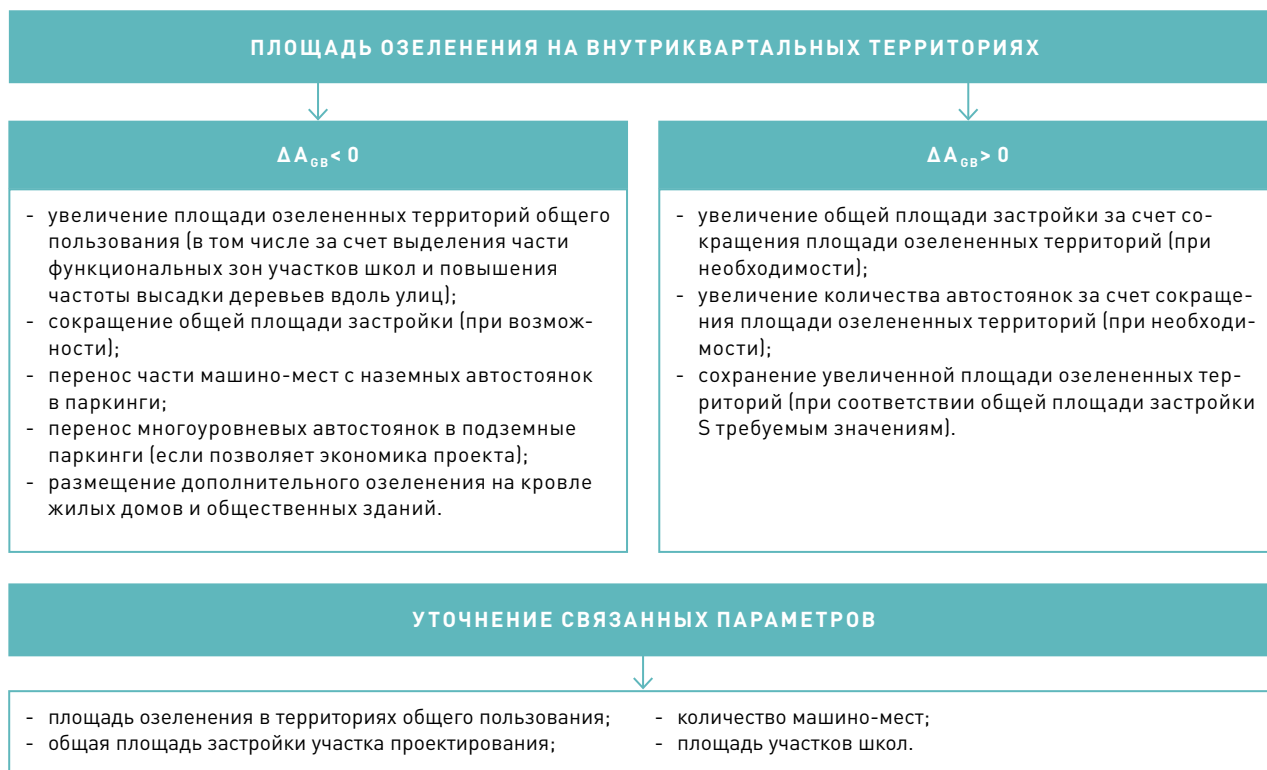 ПЛОЩАДЬ ОЗЕЛЕНЕНИЯ НА ВНУТРИКВАРТАЛЬНЫХ ТЕРРИТОРИЯХ
ΔA_GB< 0
- увеличение площади озелененных территорий общего
пользования (в том числе за счет выделения части
функциональных зон участков школ и повышения
частоты высадки деревьев вдоль улиц);
- сокращение общей площади застройки (при возмож-
ности);
- перенос части машино-мест с наземных автостоянок
в паркинги;
- перенос многоуровневых автостоянок в подземные
паркинги (если позволяет экономика проекта);
- размещение дополнительного озеленения на кровле
жилых домов и общественных зданий.
ΔA_GB> 0
- увеличение общей площади застройки за счет со-
кращения площади озелененных территорий (при
необходимости);
- увеличение количества автостоянок за счет сокраще-
ния площади озелененных территорий (при необходи-
мости);
- сохранение увеличенной площади озелененных тер-
риторий (при соответствии общей площади застройки
S требуемым значениям).
УТОЧНЕНИЕ СВЯЗАННЫХ ПАРАМЕТРОВ
- площадь озеленения в территориях общего пользования;
- общая площадь застройки участка проектирования;
- количество машино-мест;
- площадь участков школ.